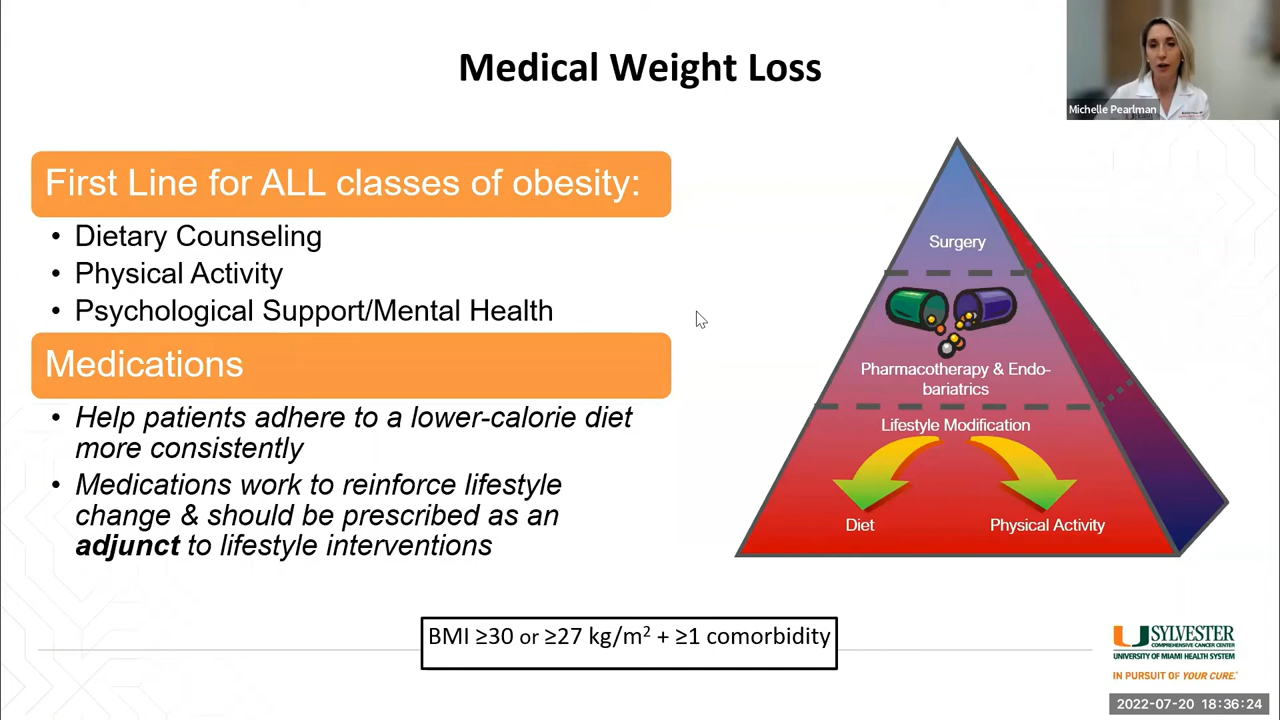 Medical Weight Loss
Michelle Pearlman
First Line for ALL classes of obesity:
• Dietary Counseling
• Physical Activity
• Psychological Support/Mental Health
Medications
• Help patients adhere to a lower-calorie diet
more consistently
• Medications work to reinforce lifestyle
change & should be prescribed as an
adjunct to lifestyle interventions
Surgery
Pharmacotherapy & Endo-
bariatrics
Lifestyle Modification
Diet
Physical Activity
BMI ≥30 or ≥27 kg/m² + ≥1 comorbidity
SYLVESTER
COMPREHENSIVE CANCER CENTER
UNIVERSITY OF MIAMI HEALTH SYSTEM
IN PURSUIT OF YOUR CURE.
2022-07-20 18:36:24